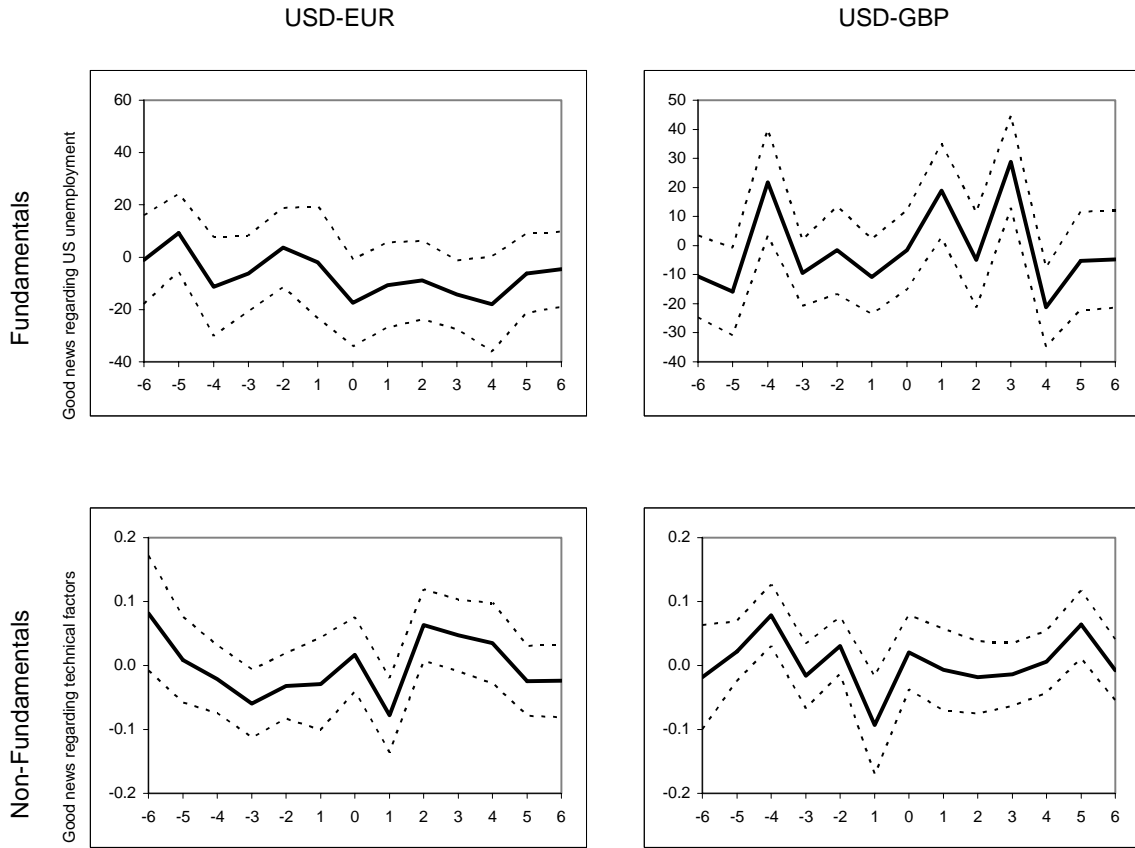 USD-EUR
USD-GBP
Fundamentals
Good news regarding US unemployment
60
40
20
0
-20
-40
-6 -5 -4 -3 -2 1 0 1 2 3 4 5 6
50
40
30
20
10
0
-10
-20
-30
-40
-6 -5 -4 -3 -2 1 0 1 2 3 4 5 6
Non-Fundamentals
Good news regarding technical factors
0.2
0.1
0.0
-0.1
-0.2
-6 -5 -4 -3 -2 1 0 1 2 3 4 5 6
0.2
0.1
0.0
-0.1
-0.2
-6 -5 -4 -3 -2 1 0 1 2 3 4 5 6